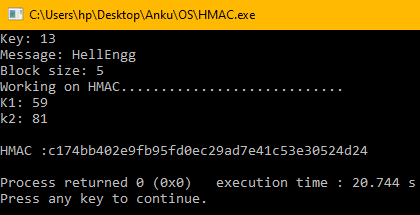 C:\Users\hp\Desktop\Anku\OS\HMAC.exe
Key: 13
Message: HellEngg
Block size: 5
Working on HMAC............................
K1: 59
k2: 81
HMAC :c174bb402e9fb95fd0ec29ad7e41c53e30524d24
Process returned 0 (0x0)   execution time : 20.744 s
Press any key to continue.